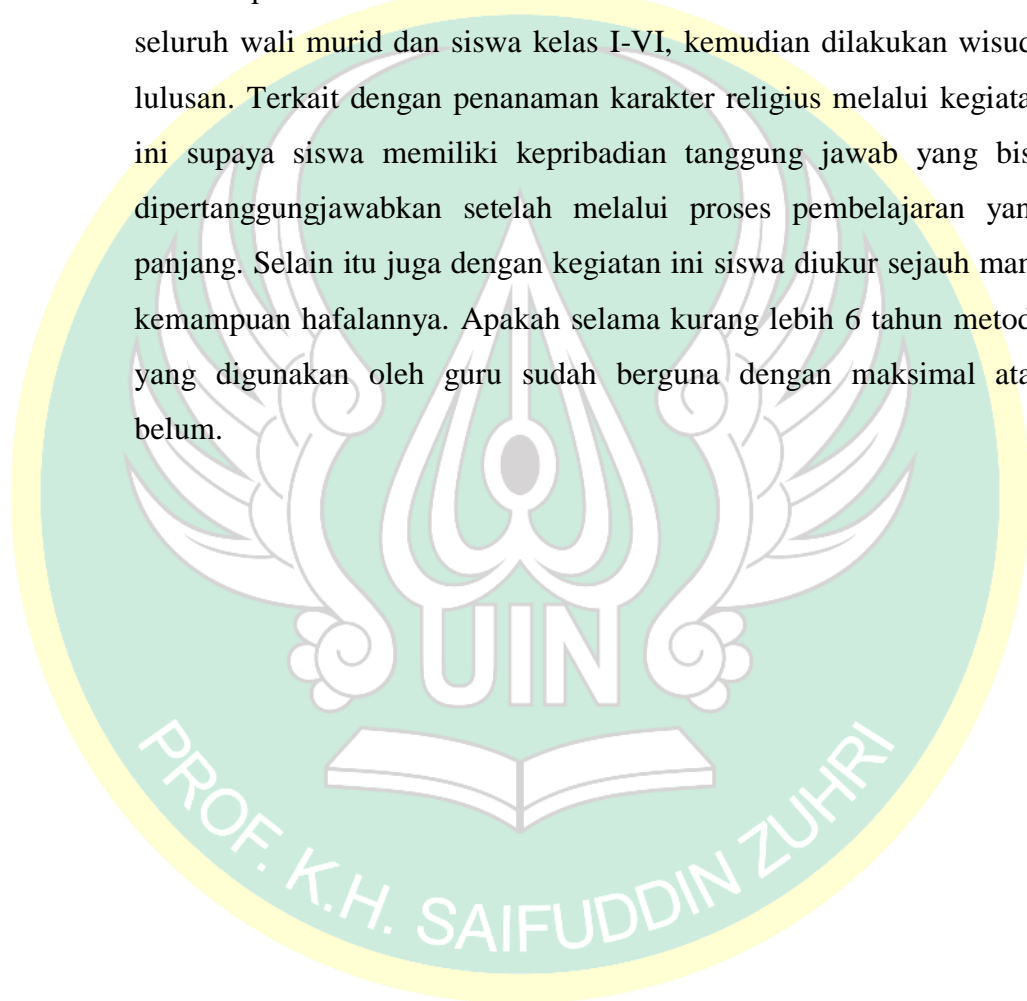 seluruh wali murid dan siswa kelas I-VI, kemudian dilakukan wisud
lulusan. Terkait dengan penanaman karakter religius melalui kegiata
ini supaya siswa memiliki kepribadian tanggung jawab yang bis
dipertanggungjawabkan setelah melalui proses pembelajaran yan
panjang. Selain itu juga dengan kegiatan ini siswa diukur sejauh man
kemampuan hafalannya. Apakah selama kurang lebih 6 tahun metod
yang digunakan oleh guru sudah berguna dengan maksimal ata
belum.
UIN
PROF. K.H. SAIFUDDIN ZUHRI